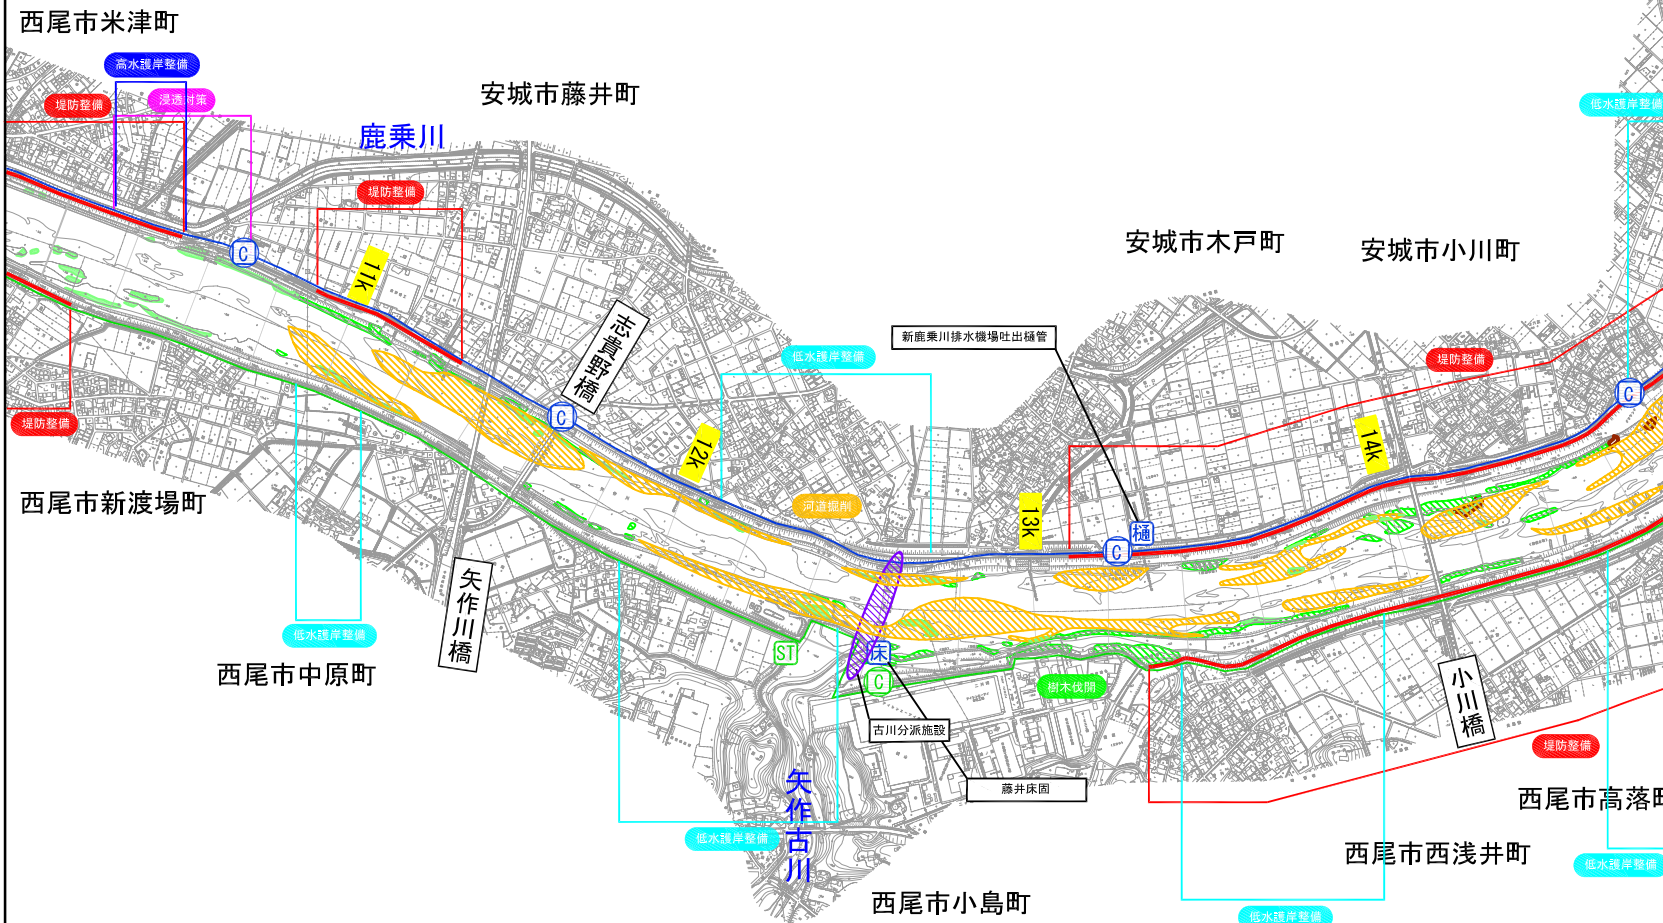 西尾市米津町
高水護岸整備
堤防整備
浸透対策
安城市藤井町
鹿乗川
堤防整備
低水護岸整備
安城市木戸町
安城市小川町
C
11k
志貴野橋
新鹿乗川排水機場吐出樋管
低水護岸整備
堤防整備
C
C
堤防整備
12k
14k
西尾市新渡場町
河道掘削
13k
樋
C
矢作川橋
低水護岸整備
ST
床
C
西尾市中原町
樹木伐開
小川橋
古川分派施設
堤防整備
藤井床固
矢作古川
西尾市高落町
低水護岸整備
西尾市西浅井町
低水護岸整備
西尾市小島町
低水護岸整備